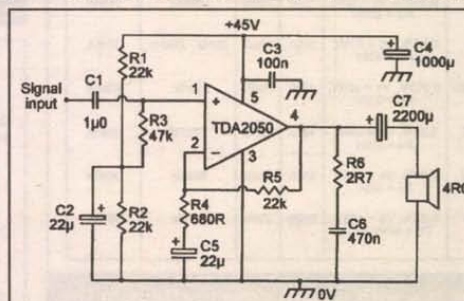 +45V
R1
22k
C3
100n
C4
1000µ
Signal
input
C1
1µ0
1
+
5
TDA2050
4
C7
2200µ
R3
47k
2
−
3
R5
22k
R6
2R7
4R0
C2
22µ
R2
22k
R4
680R
C5
22µ
C6
470n
0V